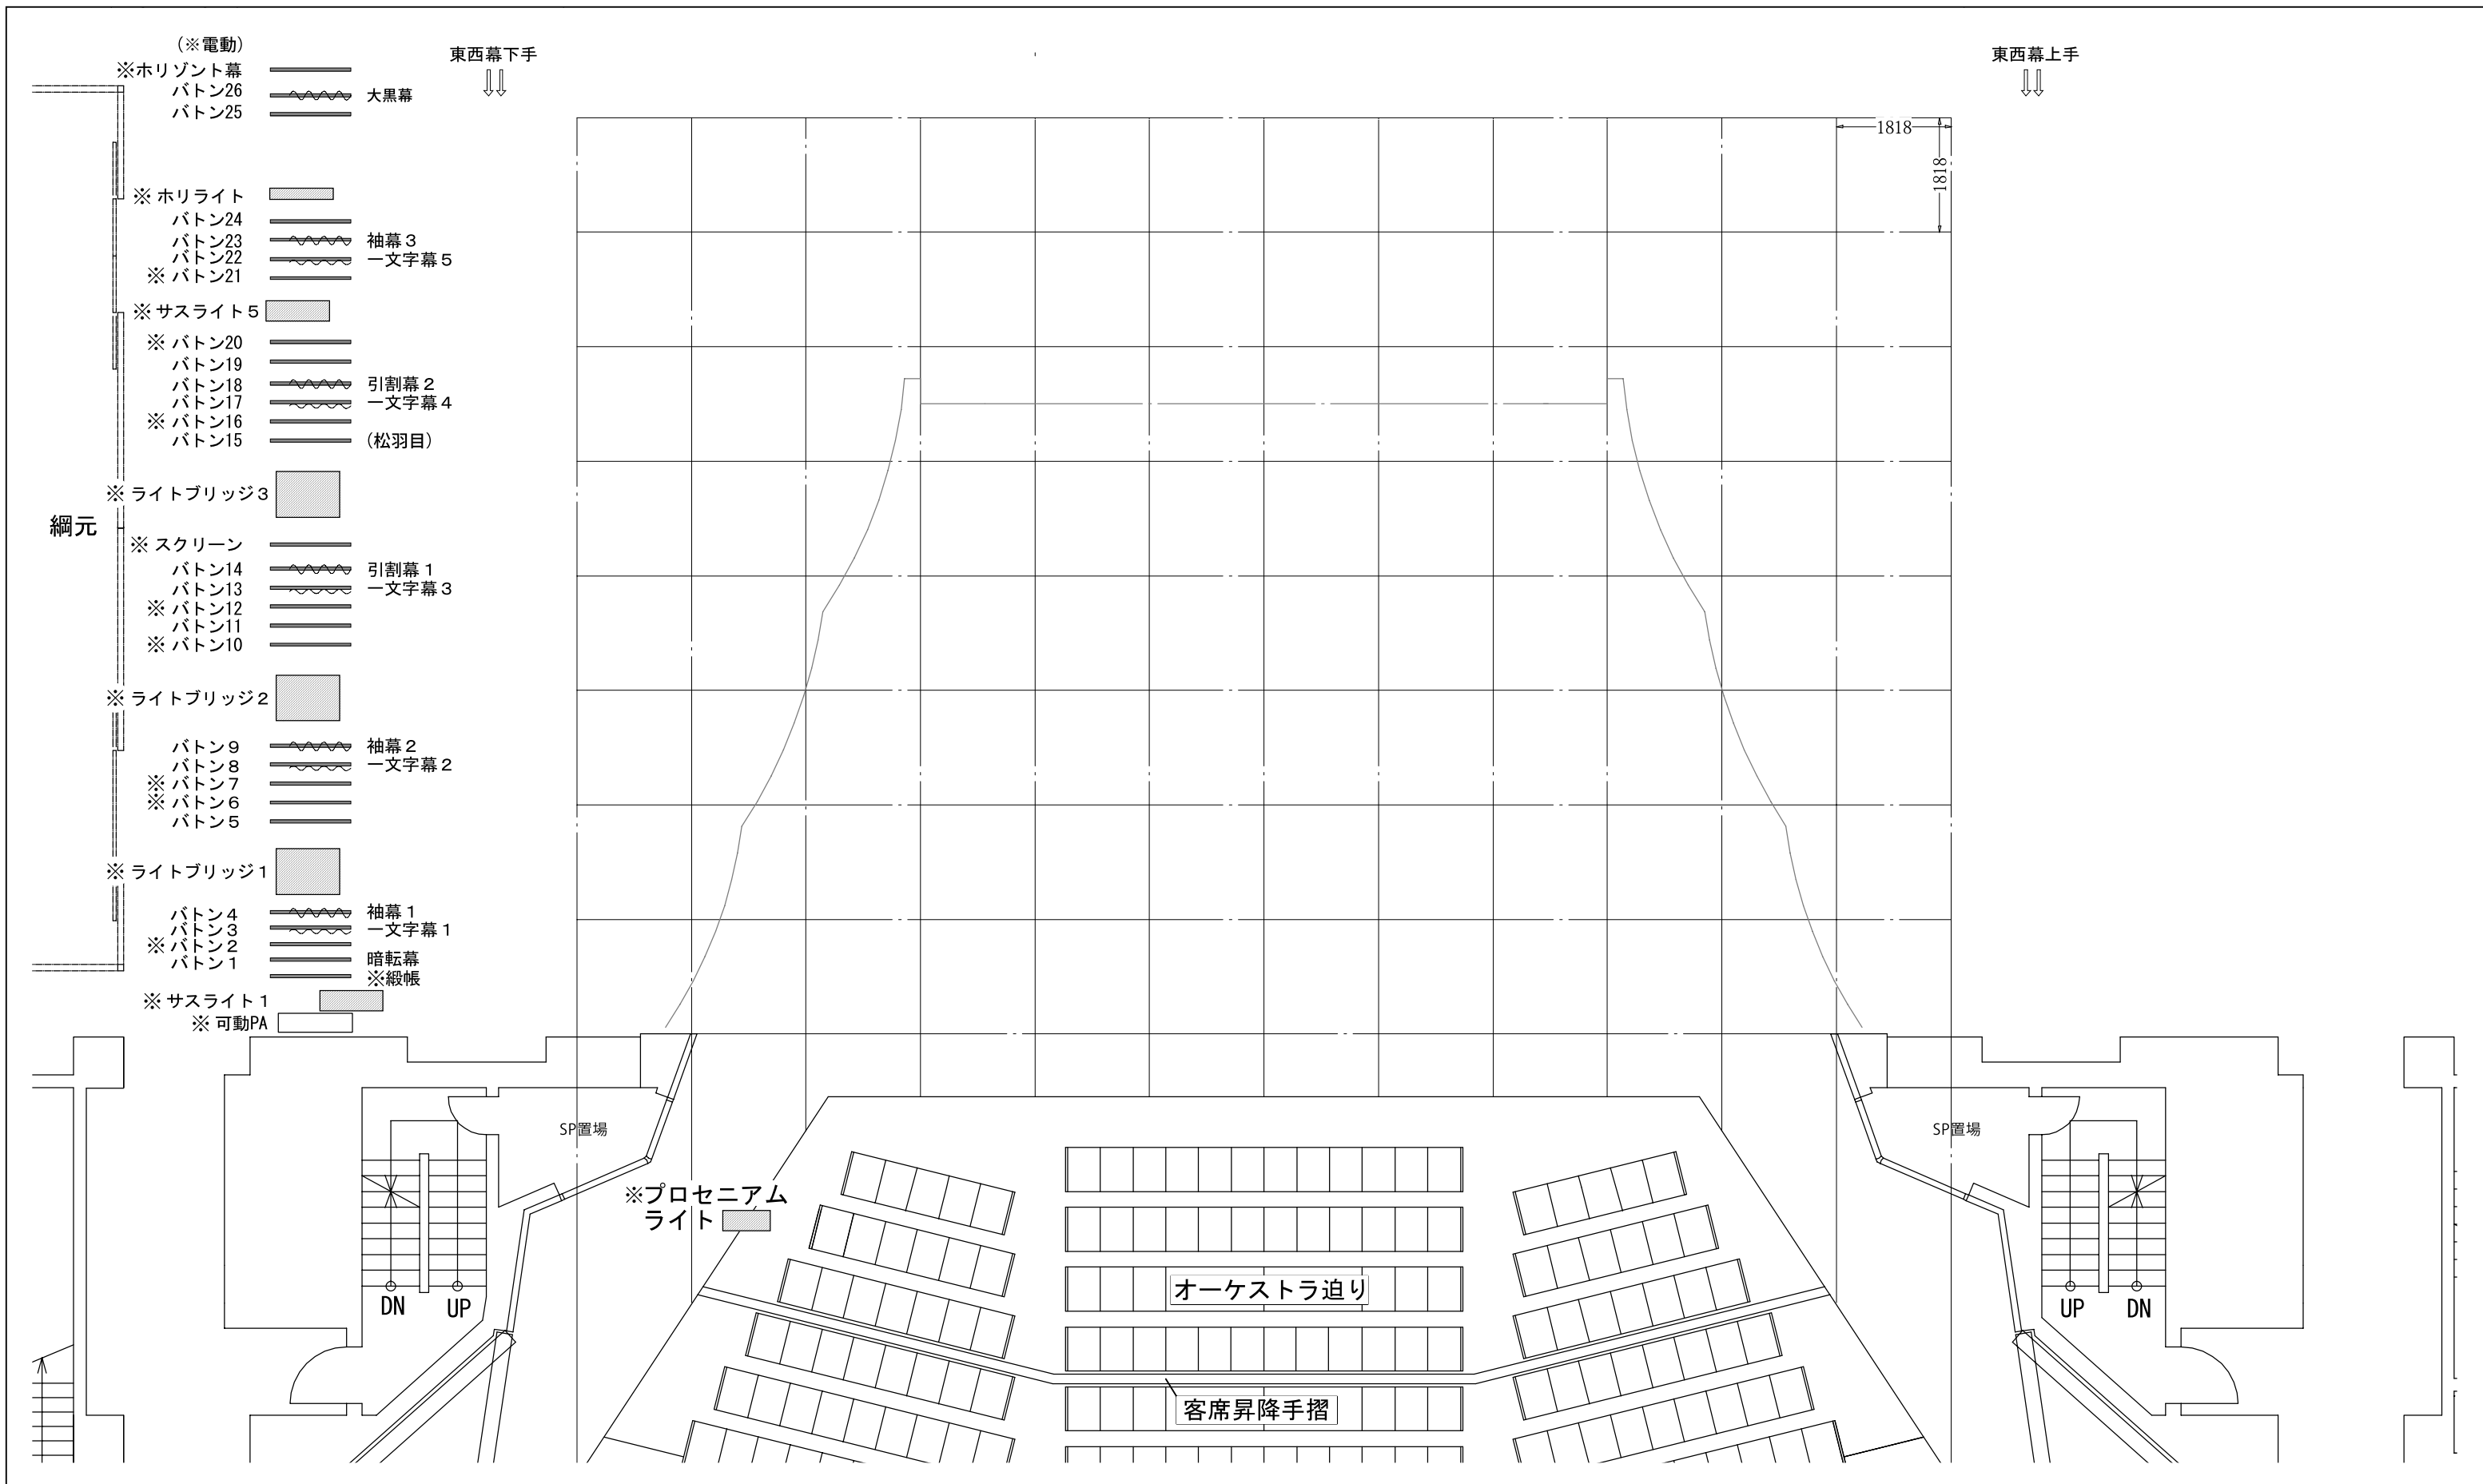 (※電動)
東西幕下手
東西幕上手
※ホリゾント幕
バトン26 大黒幕
バトン25
1818
1818
※ ホリライト
バトン24
バトン23 袖幕３
バトン22 一文字幕５
※ バトン21
※ サスライト５
※ バトン20
バトン19
バトン18 引割幕２
バトン17 一文字幕４
※ バトン16
バトン15 (松羽目)
※ ライトブリッジ３
綱元
※ スクリーン
バトン14 引割幕１
バトン13 一文字幕３
※ バトン12
バトン11
※ バトン10
※ ライトブリッジ２
バトン９ 袖幕２
バトン８ 一文字幕２
※ バトン７
※ バトン６
バトン５
※ ライトブリッジ１
バトン４ 袖幕１
バトン３ 一文字幕１
※ バトン２
バトン１ 暗転幕
※緞帳
※ サスライト１
※ 可動PA
SP置場
SP置場
※プロセニアム
ライト
オーケストラ迫り
DN UP
UP DN
客席昇降手摺